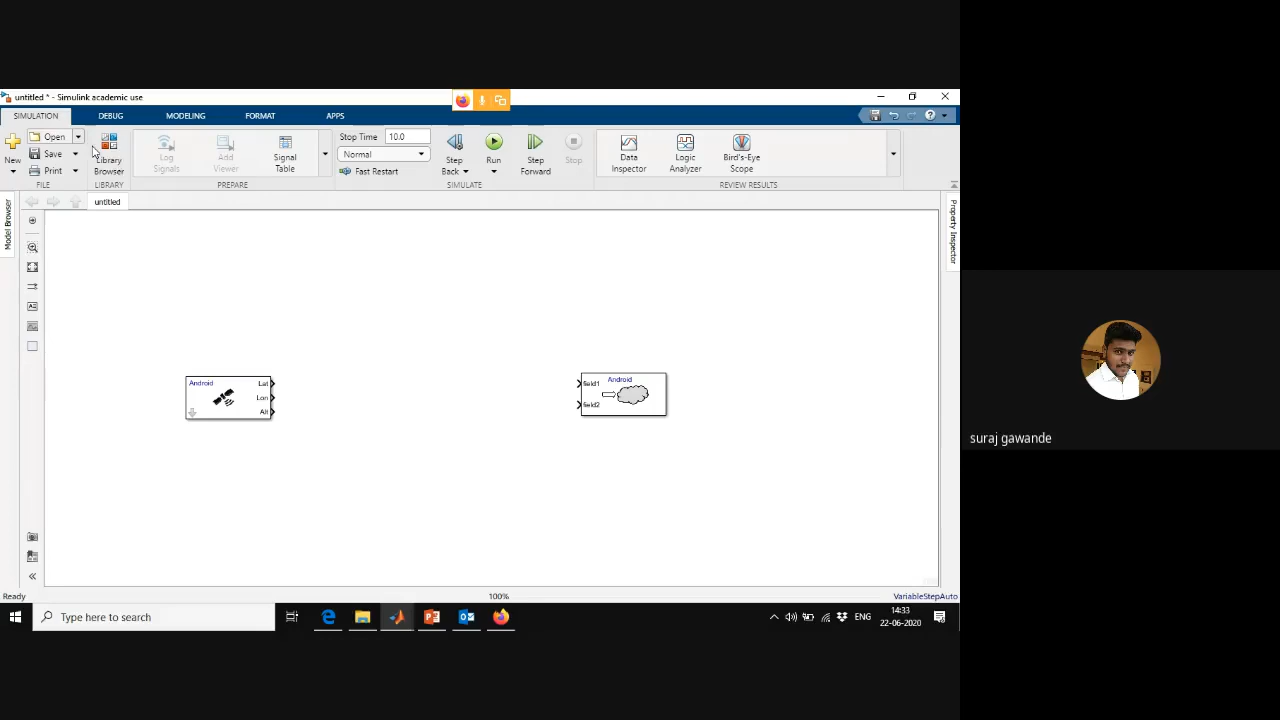 untitled * - Simulink academic use
SIMULATION
DEBUG
MODELING
FORMAT
APPS
New
Open
Save
Print
FILE
Library
Browser
LIBRARY
Log
Signals
Add
Viewer
Signal
Table
PREPARE
Stop Time 10.0
Normal
Fast Restart
Step
Back
Run
Step
Forward
Stop
SIMULATE
Data
Inspector
Logic
Analyzer
Bird's-Eye
Scope
REVIEW RESULTS
Model Browser
untitled
Property Inspector
Android
Lat
Lon
Alt
Android
field1
field2
suraj gawande
Ready
100%
VariableStepAuto
Type here to search
ENG
14:33
22-06-2020